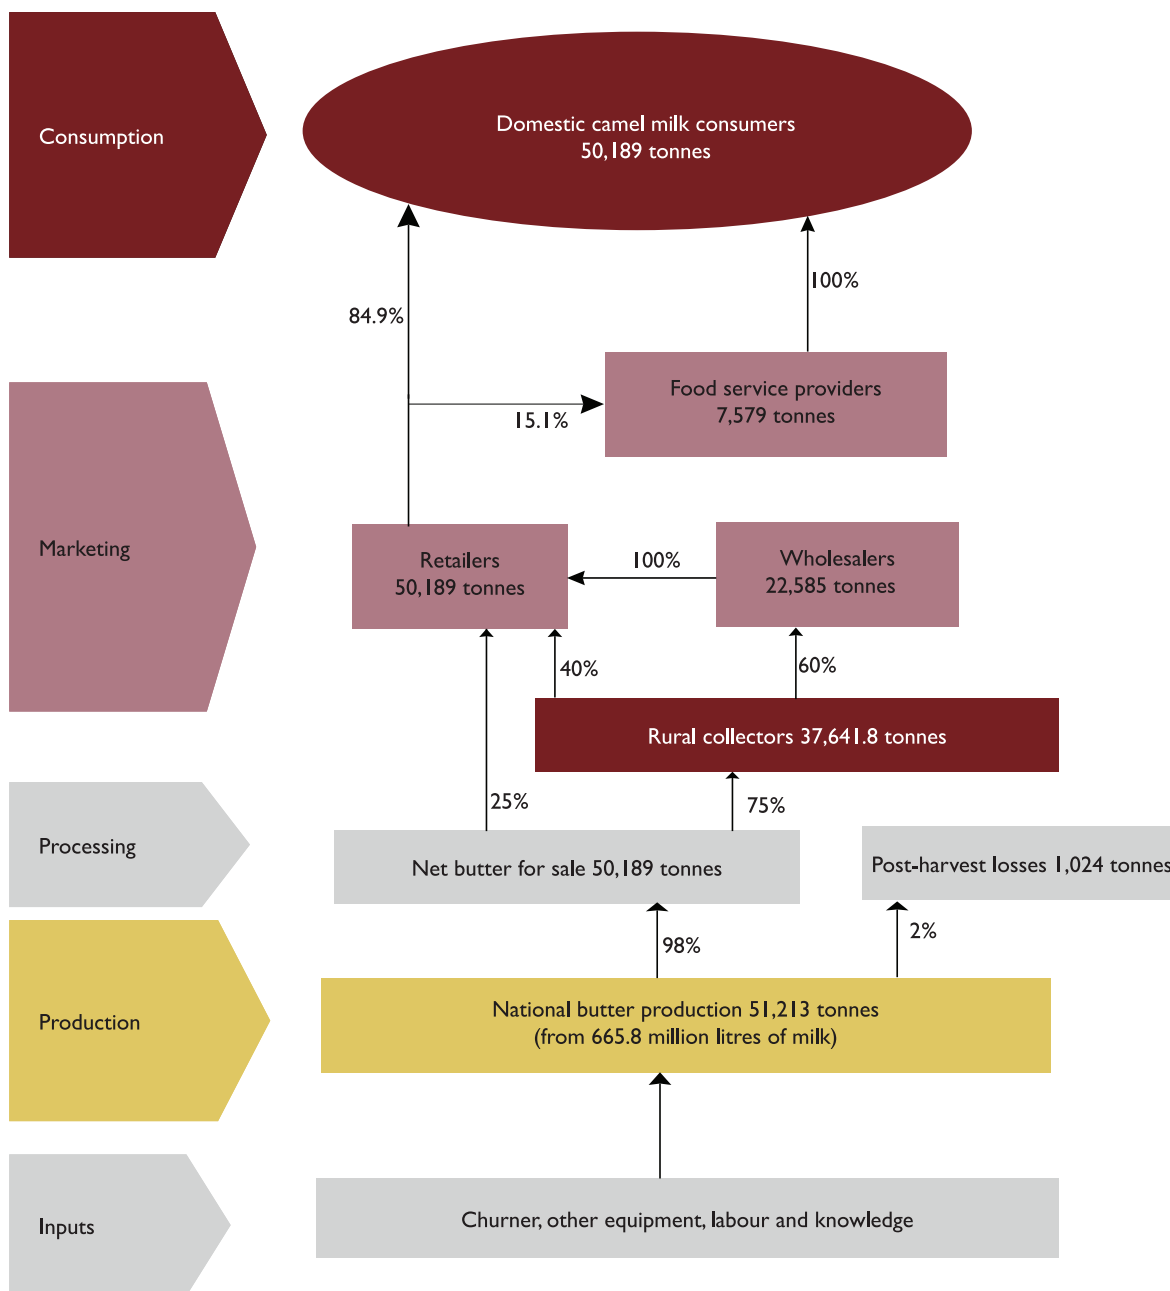 Consumption
Domestic camel milk consumers
50,189 tonnes
100%
84.9%
Food service providers
7,579 tonnes
15.1%
Marketing
Retailers
50,189 tonnes
100%
Wholesalers
22,585 tonnes
40%
60%
Rural collectors 37,641.8 tonnes
25%
75%
Processing
Net butter for sale 50,189 tonnes
Post-harvest losses 1,024 tonnes
98%
2%
Production
National butter production 51,213 tonnes
(from 665.8 million litres of milk)
Inputs
Churner, other equipment, labour and knowledge